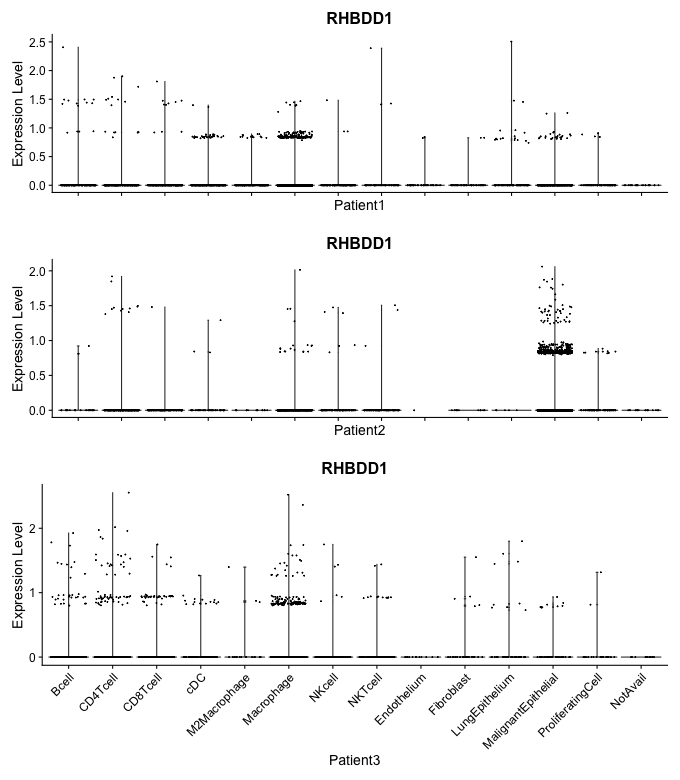 RHBDD1
Expression Level
2.5
2.0
1.5
1.0
0.5
0.0
Patient1
RHBDD1
Expression Level
2.0
1.5
1.0
0.5
0.0
Patient2
RHBDD1
Expression Level
2
1
0
Bcell
CD4Tcell
CD8Tcell
cDC
M2Macrophage
Macrophage
NKcell
NKTcell
Endothelium
Fibroblast
LungEpithelium
MalignantEpithelial
ProliferatingCell
NotAvail
Patient3